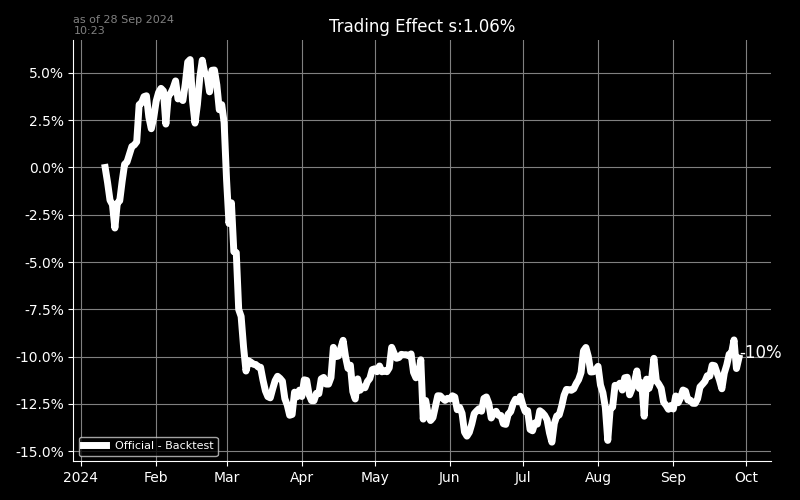 as of 28 Sep 2024
10:23
Trading Effect s:1.06%
5.0%
2.5%
0.0%
-2.5%
-5.0%
-7.5%
-10.0%
-12.5%
-15.0%
-10%
Official - Backtest
2024 Feb Mar Apr May Jun Jul Aug Sep Oct